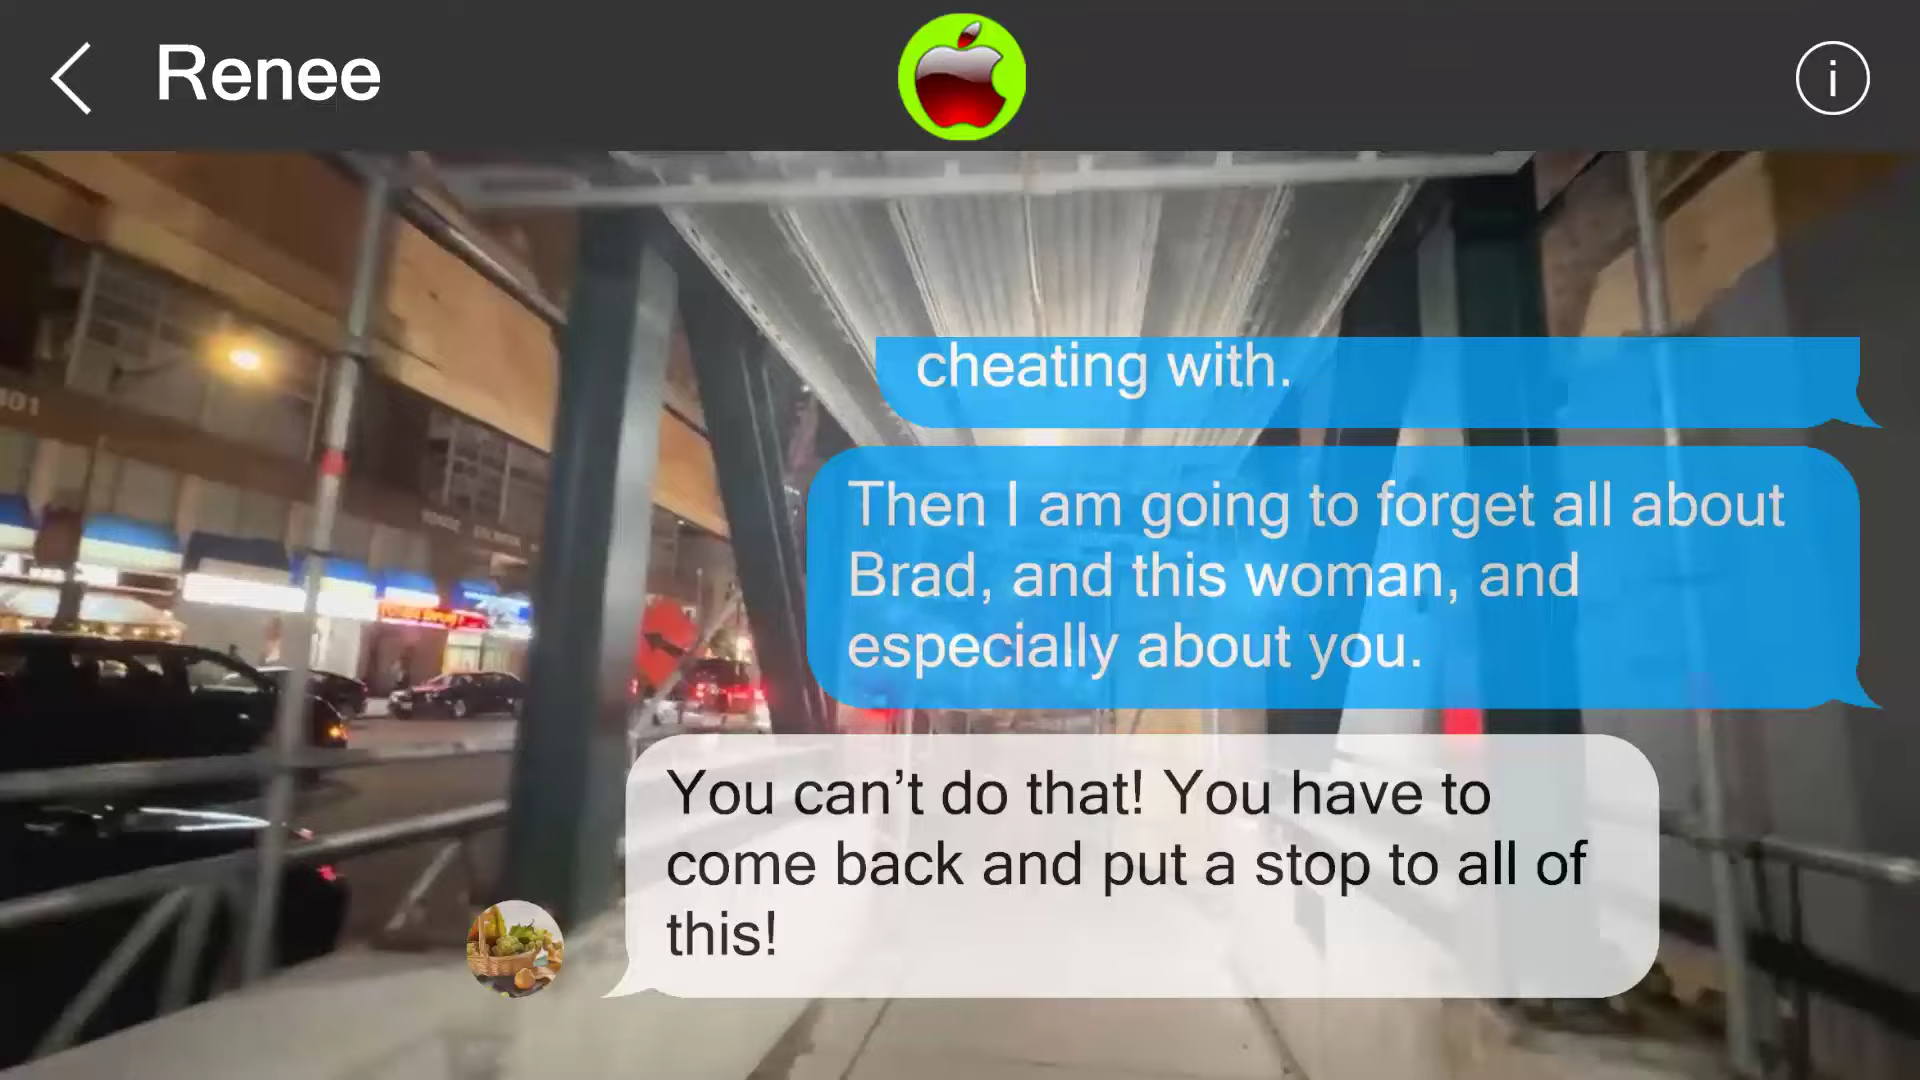 Renee
i
cheating with.
Then I am going to forget all about
Brad, and this woman, and
especially about you.
You can’t do that! You have to
come back and put a stop to all of
this!